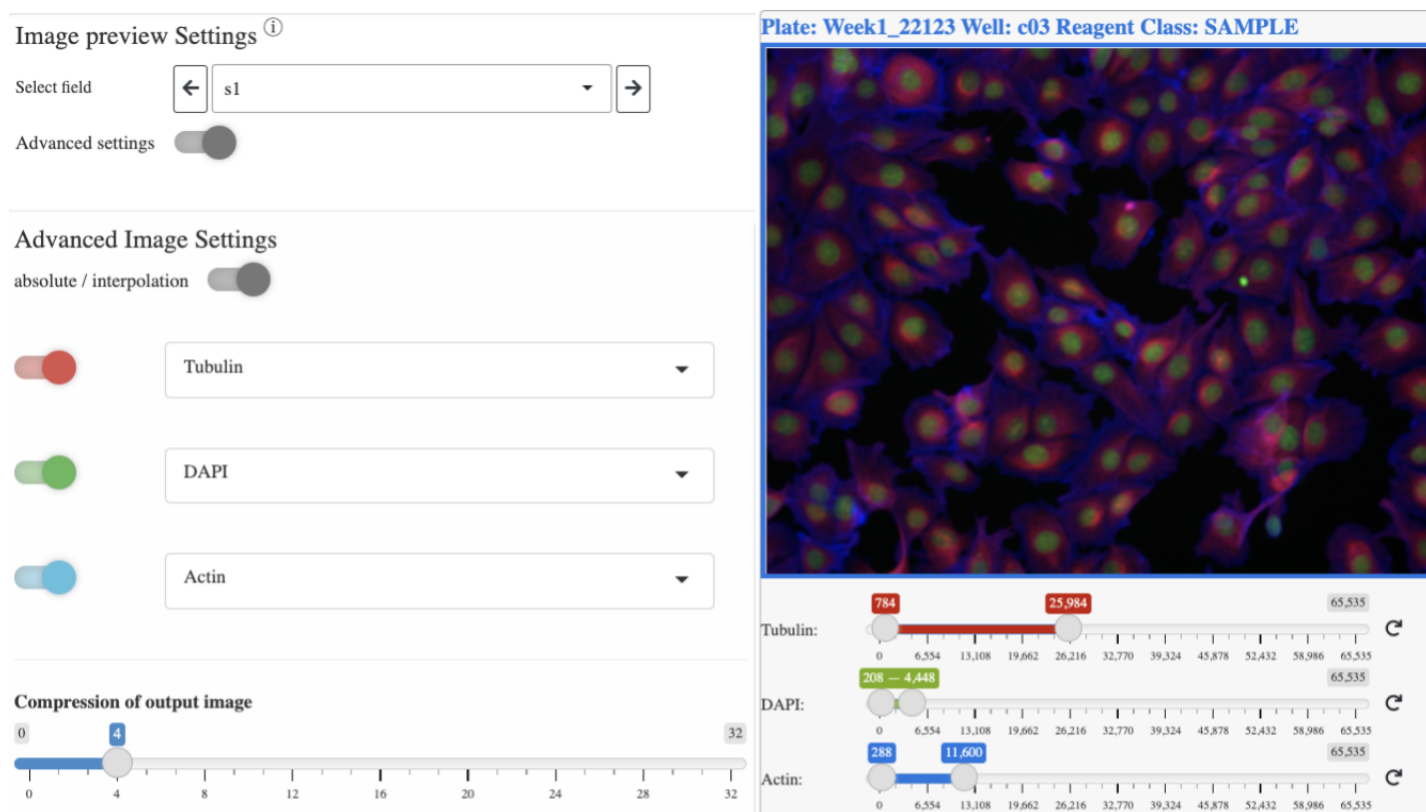 Image preview Settings i
Select field
s1
Advanced settings
Advanced Image Settings
absolute / interpolation
Tubulin
DAPI
Actin
Compression of output image
0 4 32
0 4 8 12 16 20 24 28 32
Plate: Week1_22123 Well: c03 Reagent Class: SAMPLE
784 25,984 65,535
Tubulin:
0 6,554 13,108 19,662 26,216 32,770 39,324 45,878 52,432 58,986 65,535
208 — 4,448 65,535
DAPI:
0 6,554 13,108 19,662 26,216 32,770 39,324 45,878 52,432 58,986 65,535
288 11,600 65,535
Actin:
0 6,554 13,108 19,662 26,216 32,770 39,324 45,878 52,432 58,986 65,535